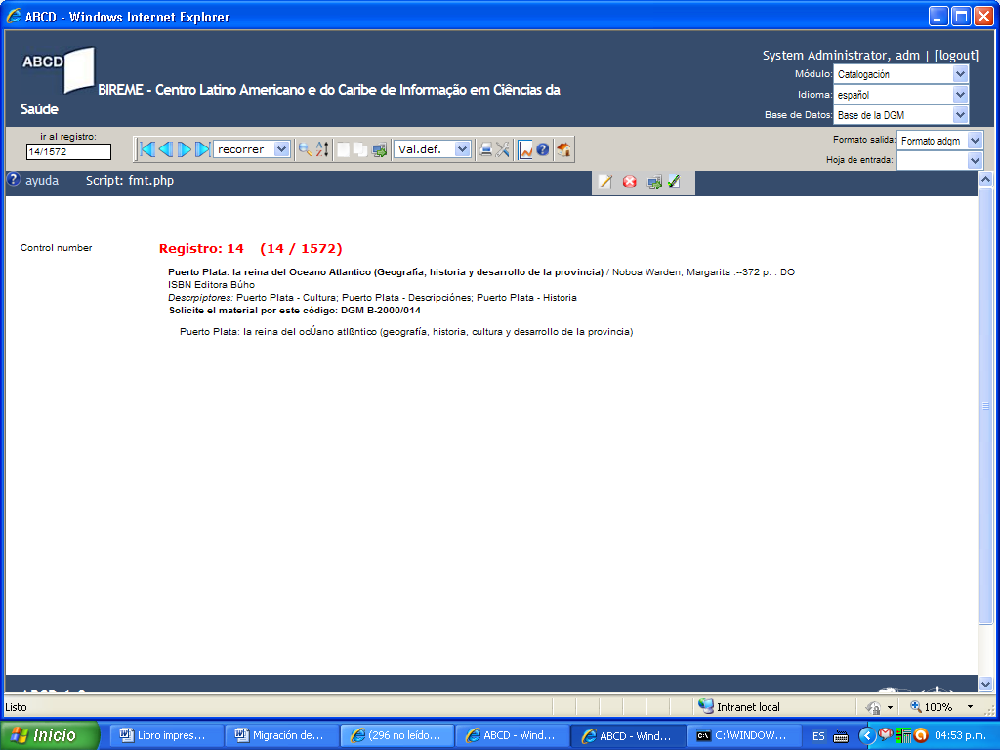 ABCD - Windows Internet Explorer
ABCD
BIREME - Centro Latino Americano e do Caribe de Informação em Ciências da
Saúde
System Administrator, adm | [logout]
Módulo: Catalogación
Idioma: español
Base de Datos: Base de la DGM
ir al registro:
14/1572
recorrer
Val.def.
Formato salida: Formato adgm
Hoja de entrada:
ayuda Script: fmt.php
Control number
Registro: 14 (14 / 1572)
Puerto Plata: la reina del Oceano Atlantico (Geografía, historia y desarrollo de la provincia) / Noboa Warden, Margarita .--372 p. : DO
ISBN Editora Búho
Descrpiptores: Puerto Plata - Cultura; Puerto Plata - Descripciónes; Puerto Plata - Historia
Solicite el material por este código: DGM B-2000/014
Puerto Plata: la reina del ocÚano atlßntico (geografía, historia, cultura y desarrollo de la provincia)
Listo
Intranet local
100%
Inicio
Libro impres...
Migración de...
(296 no leído...
ABCD - Wind...
ABCD - Wind...
C:\WINDOW...
ES
04:53 p.m.